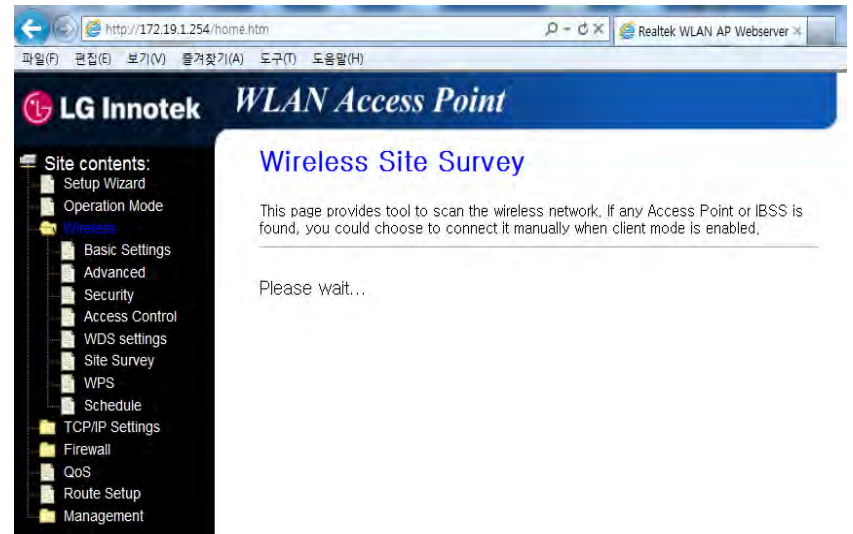 http://172.19.1.254/home.htm
Realtek WLAN AP Webserver
파일(F) 편집(E) 보기(V) 즐겨찾기(A) 도구(T) 도움말(H)
LG Innotek
WLAN Access Point
Site contents:
Setup Wizard
Operation Mode
Wireless
Basic Settings
Advanced
Security
Access Control
WDS settings
Site Survey
WPS
Schedule
TCP/IP Settings
Firewall
QoS
Route Setup
Management
Wireless Site Survey
This page provides tool to scan the wireless network. If any Access Point or IBSS is
found, you could choose to connect it manually when client mode is enabled.
Please wait...